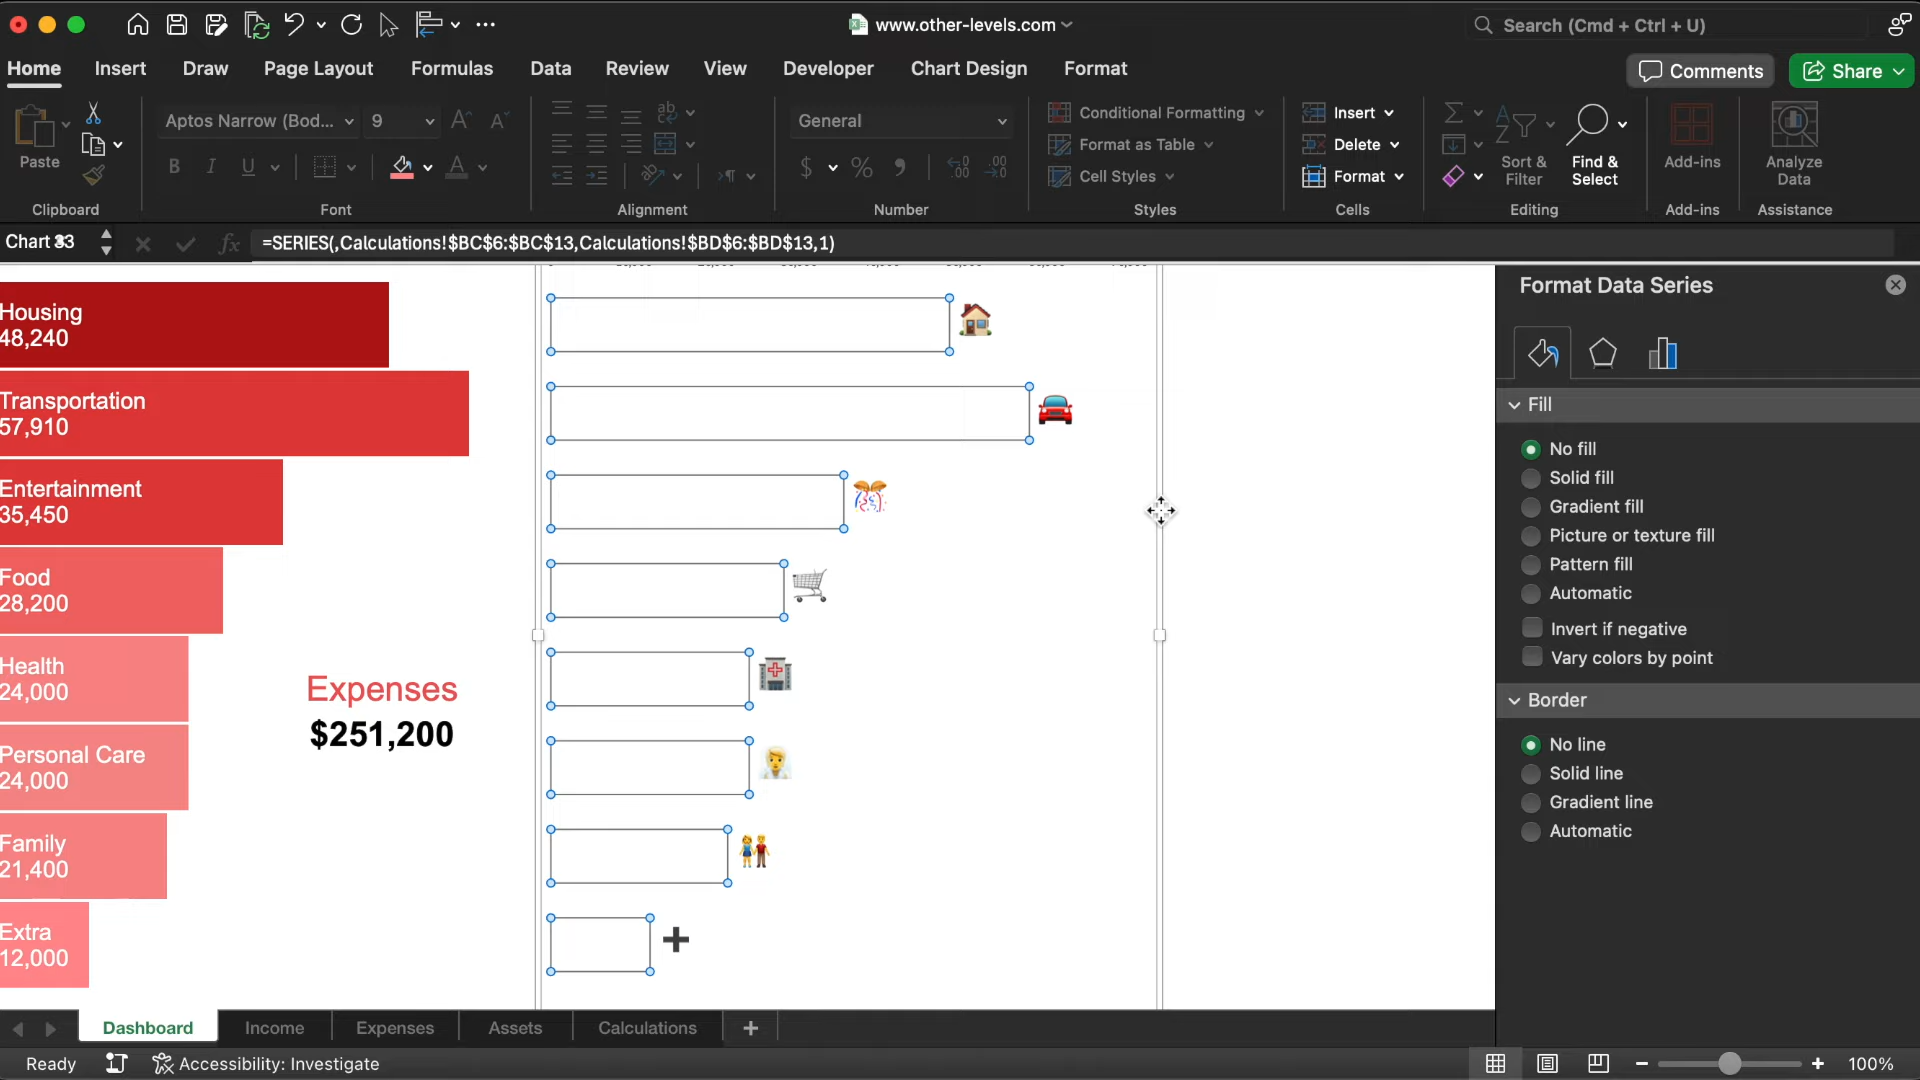 www.other-levels.com
Search (Cmd + Ctrl + U)
Home Insert Draw Page Layout Formulas Data Review View Developer Chart Design Format
Comments Share
Paste
Aptos Narrow (Bod... 9
General
Conditional Formatting
Format as Table
Cell Styles
Insert
Delete
Format
Sort & Filter
Find & Select
Add-ins
Analyze Data
Clipboard Font Alignment Number Styles Cells Editing Add-ins Assistance
Chart 33
=SERIES(,Calculations!$BC$6:$BC$13,Calculations!$BD$6:$BD$13,1)
Housing
48,240
Transportation
57,910
Entertainment
35,450
Food
28,200
Health
24,000
Personal Care
24,000
Family
21,400
Extra
12,000
Expenses
$251,200
Format Data Series
Fill
No fill
Solid fill
Gradient fill
Picture or texture fill
Pattern fill
Automatic
Invert if negative
Vary colors by point
Border
No line
Solid line
Gradient line
Automatic
Dashboard Income Expenses Assets Calculations
Ready Accessibility: Investigate
100%